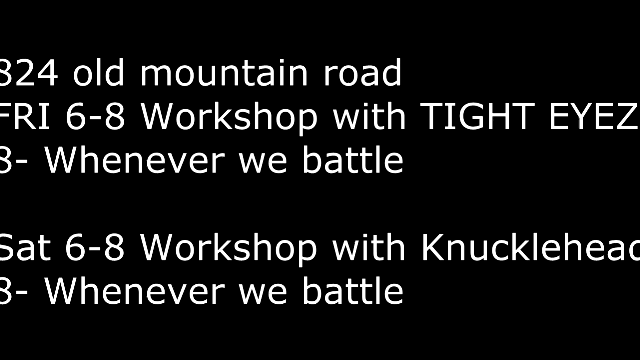 824 old mountain road
FRI 6-8 Workshop with TIGHT EYEZ
8- Whenever we battle
Sat 6-8 Workshop with Knucklehead
8- Whenever we battle